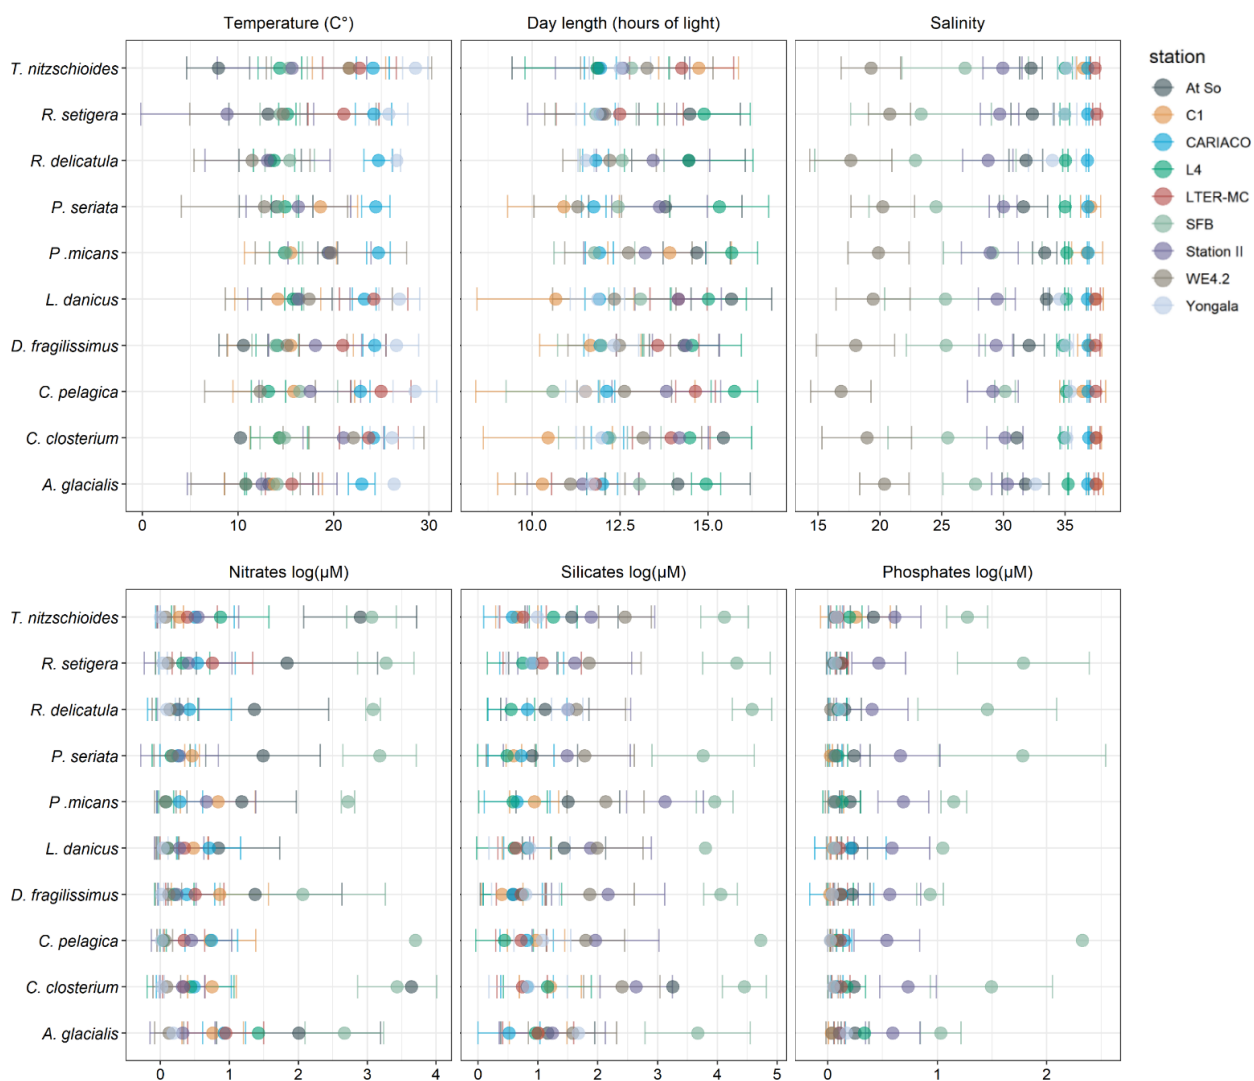 Temperature (C°) Day length (hours of light) Salinity
station
At So
C1
CARIACO
L4
LTER-MC
SFB
Station II
WE4.2
Yongala
T. nitzschioides
R. setigera
R. delicatula
P. seriata
P .micans
L. danicus
D. fragilissimus
C. pelagica
C. closterium
A. glacialis
0 10 20 30 10.0 12.5 15.0 15 20 25 30 35
Nitrates log(µM) Silicates log(µM) Phosphates log(µM)
T. nitzschioides
R. setigera
R. delicatula
P. seriata
P .micans
L. danicus
D. fragilissimus
C. pelagica
C. closterium
A. glacialis
0 1 2 3 4 0 1 2 3 4 5 0 1 2